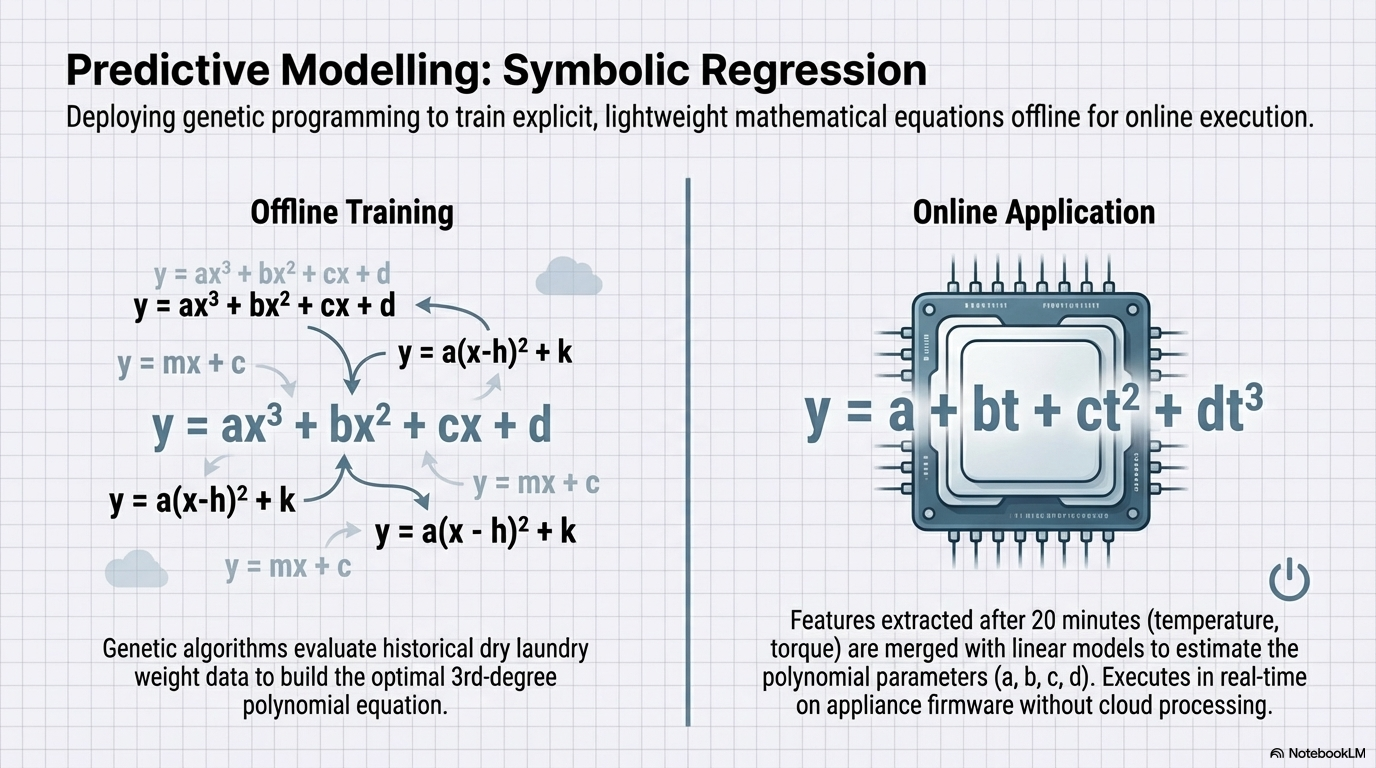 Predictive Modelling: Symbolic Regression
Deploying genetic programming to train explicit, lightweight mathematical equations offline for online execution.
Offline Training
y = ax³ + bx² + cx + d
y = ax³ + bx² + cx + d
y = a(x-h)² + k
y = mx + c
y = ax³ + bx² + cx + d
y = mx + c
y = a(x-h)² + k
y = a(x - h)² + k
y = mx + c
Genetic algorithms evaluate historical dry laundry
weight data to build the optimal 3rd-degree
polynomial equation.
Online Application
y = a + bt + ct² + dt³
Features extracted after 20 minutes (temperature,
torque) are merged with linear models to estimate the
polynomial parameters (a, b, c, d). Executes in real-time
on appliance firmware without cloud processing.
NotebookLM